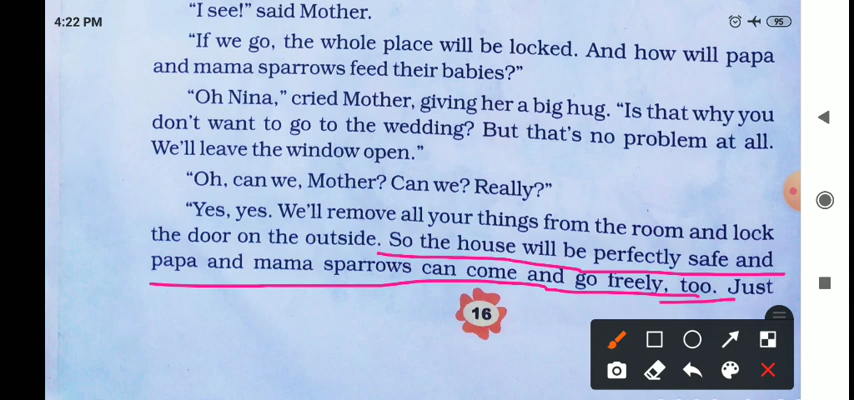 "I see!" said Mother.
4:22 PM
95
"If we go, the whole place will be locked. And how will papa
and mama sparrows feed their babies?"
"Oh Nina," cried Mother, giving her a big hug. "Is that why you
don't want to go to the wedding? But that's no problem at all.
We'll leave the window open."
"Oh, can we, Mother? Can we? Really?"
"Yes, yes. We'll remove all your things from the room and lock
the door on the outside. So the house will be perfectly safe and
papa and mama sparrows can come and go freely, too. Just
16